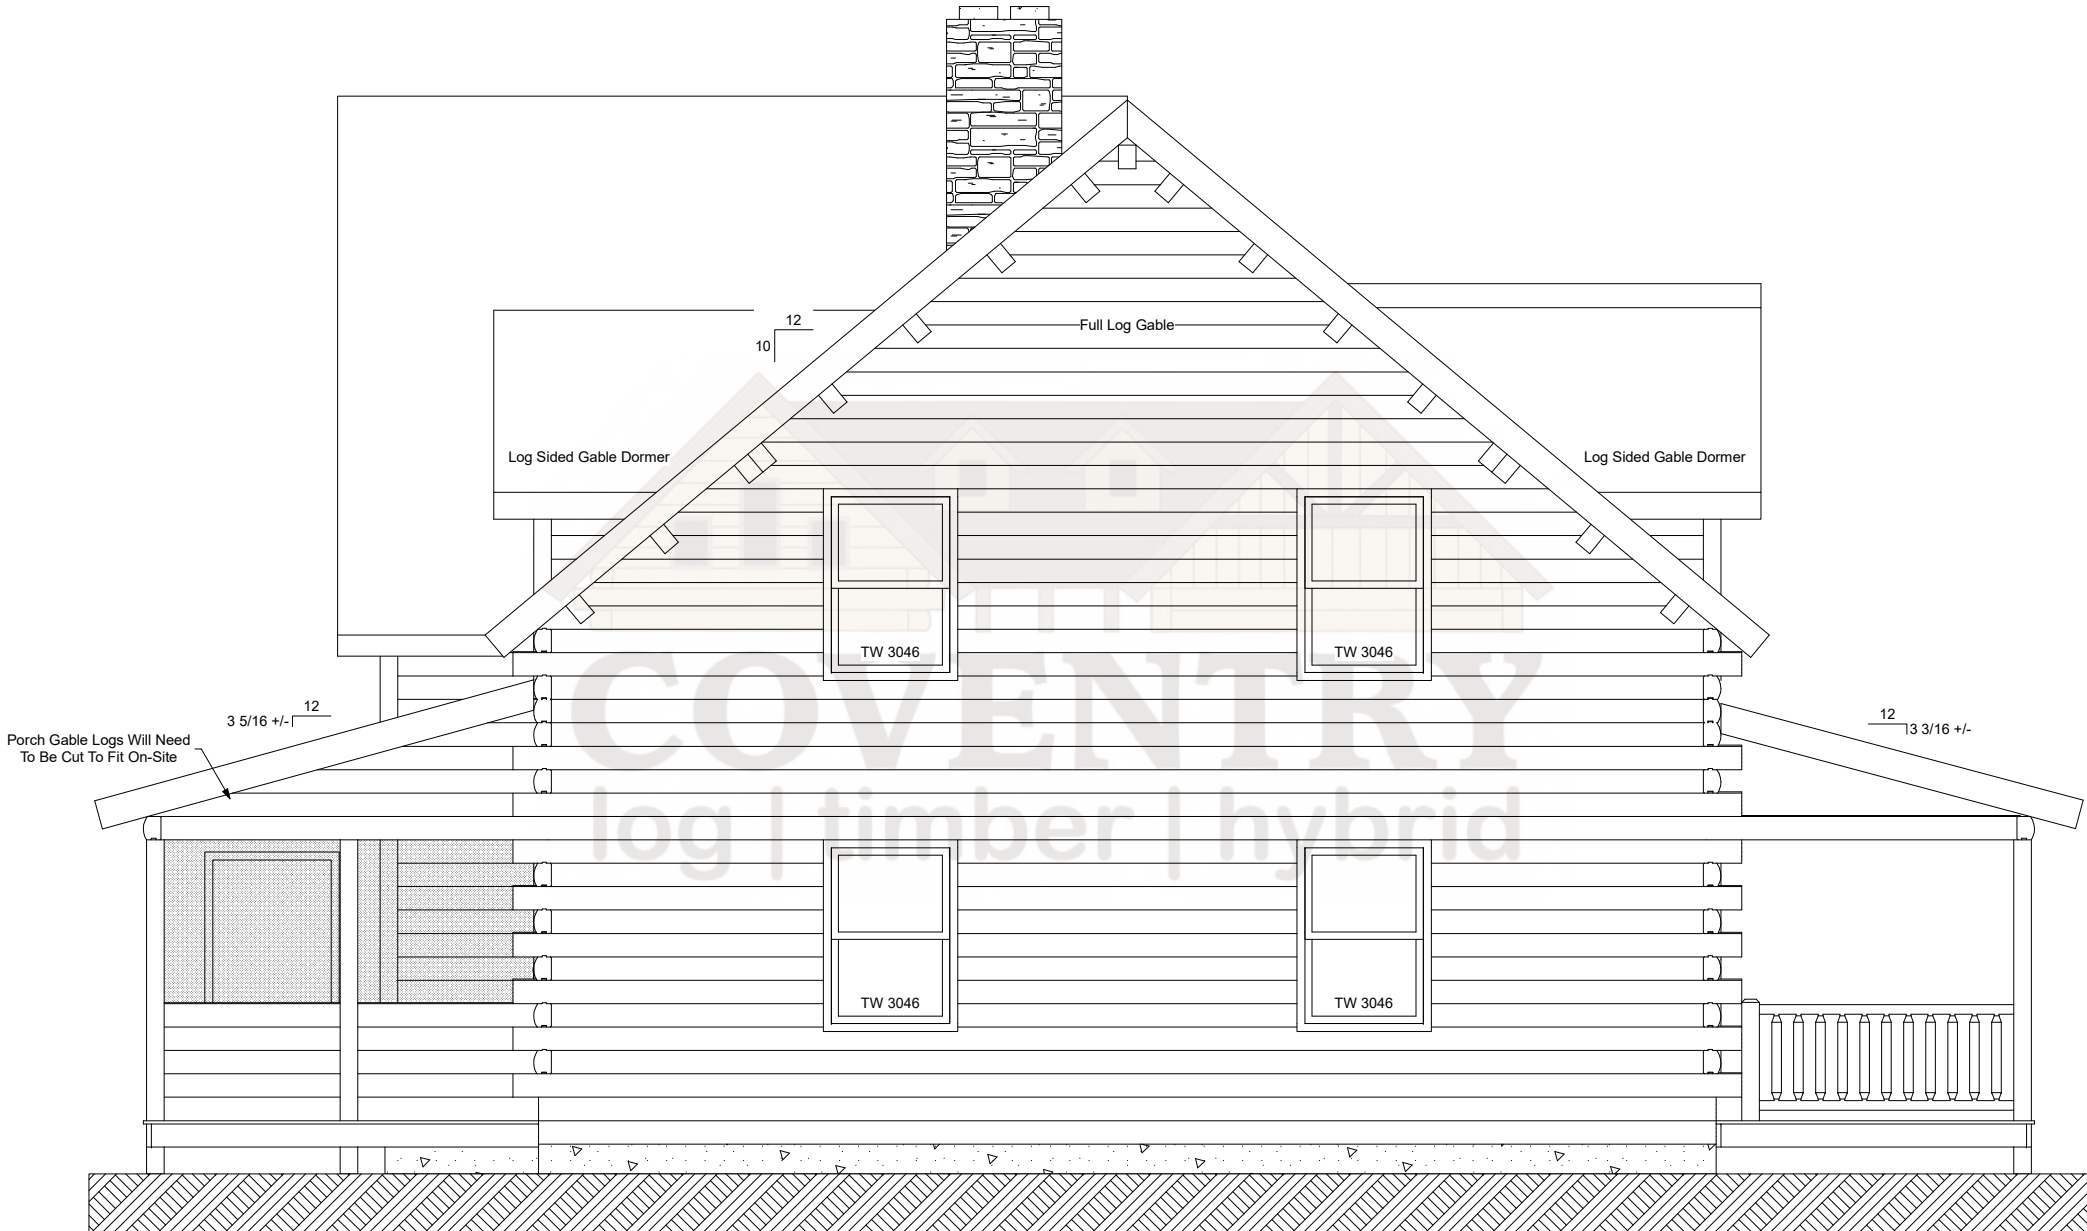 12
10
Full Log Gable
Log Sided Gable Dormer
Log Sided Gable Dormer
TW 3046
TW 3046
12
3 5/16 +/-
12
3 3/16 +/-
Porch Gable Logs Will Need
To Be Cut To Fit On-Site
COVENTRY
log | timber | hybrid
TW 3046
TW 3046